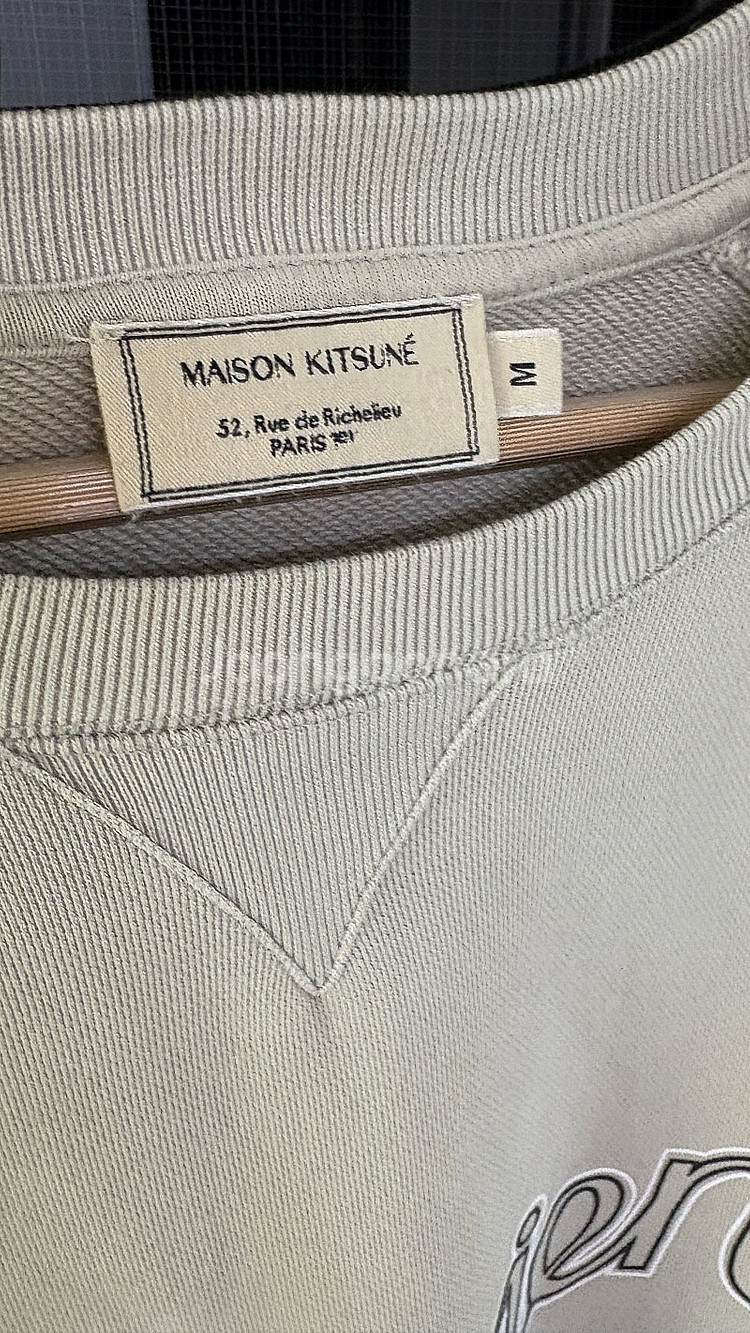 MAISON KITSUNÉ
M
52, Rue de Richelieu
PARIS 1er